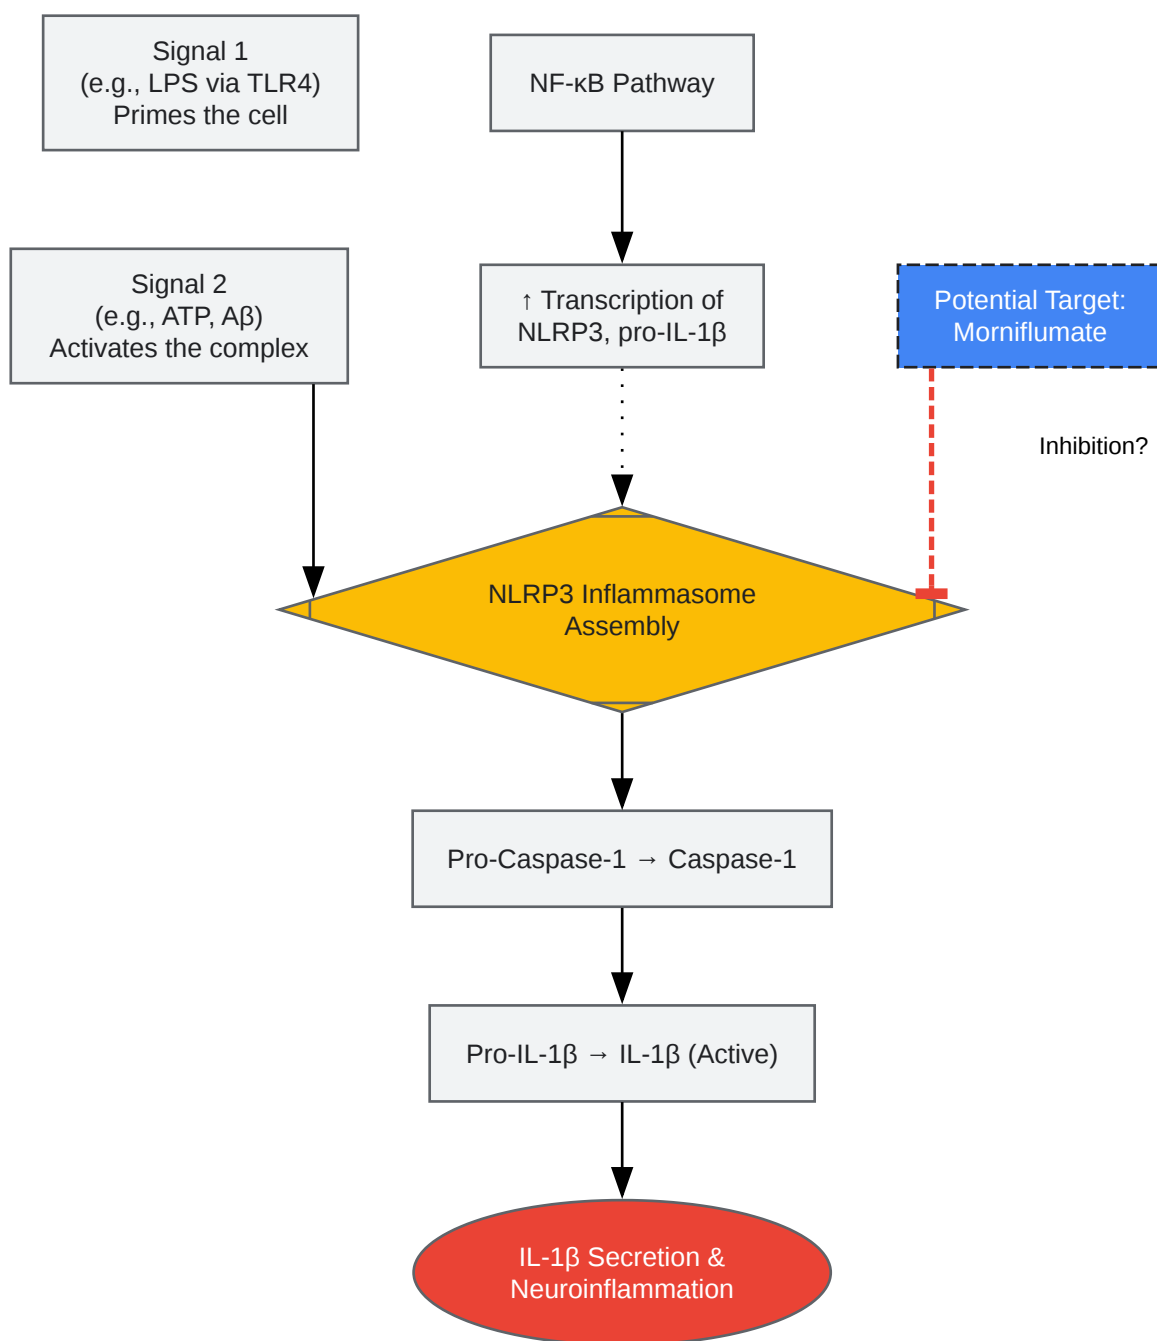 Signal 1
(e.g., LPS via TLR4)
Primes the cell
NF-κB Pathway
Signal 2
(e.g., ATP, Aβ)
Activates the complex
↑ Transcription of
NLRP3, pro-IL-1β
Potential Target:
Morniflumate
Inhibition?
NLRP3 Inflammasome
Assembly
Pro-Caspase-1 → Caspase-1
Pro-IL-1β → IL-1β (Active)
IL-1β Secretion &
Neuroinflammation